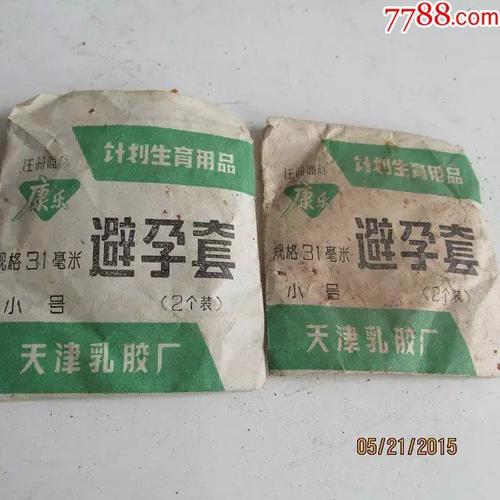 7788.com
注册商标
计划生育用品
康乐
避孕套
规格31毫米
小号
(2个装)
天津乳胶厂
注册商标
计划生育用品
康乐
避孕套
规格31毫米
小号
(2个装)
天津乳胶厂
05/21/2015